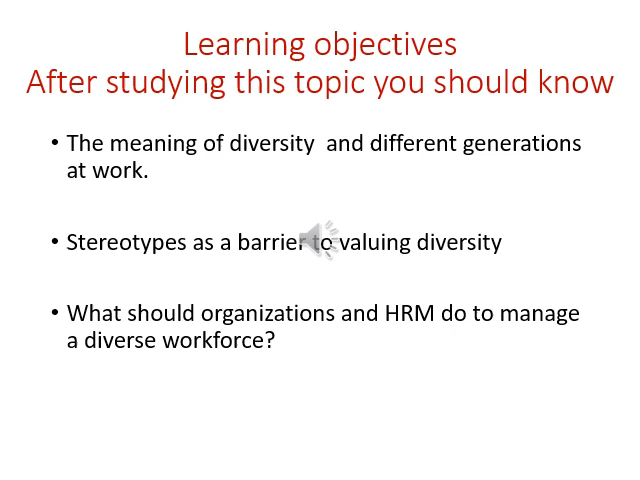 Learning objectives
After studying this topic you should know
• The meaning of diversity  and different generations
at work.
• Stereotypes as a barrier to valuing diversity
• What should organizations and HRM do to manage
a diverse workforce?